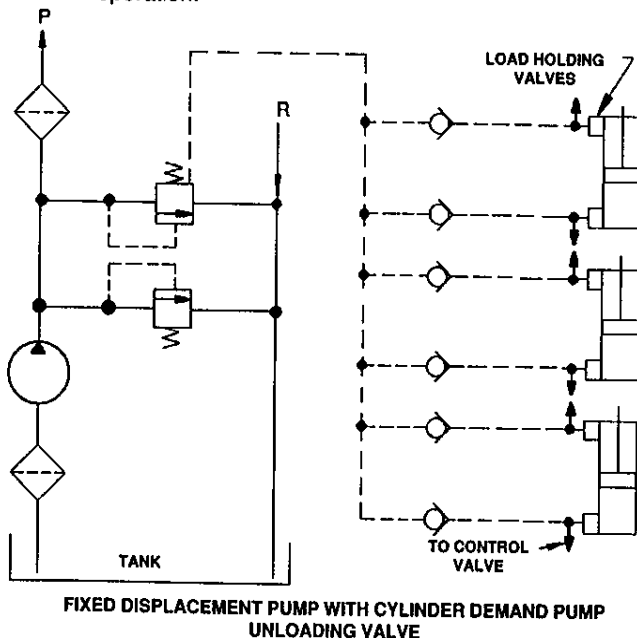 P
LOAD HOLDING
VALVES
R
TANK
TO CONTROL
VALVE
FIXED DISPLACEMENT PUMP WITH CYLINDER DEMAND PUMP
UNLOADING VALVE